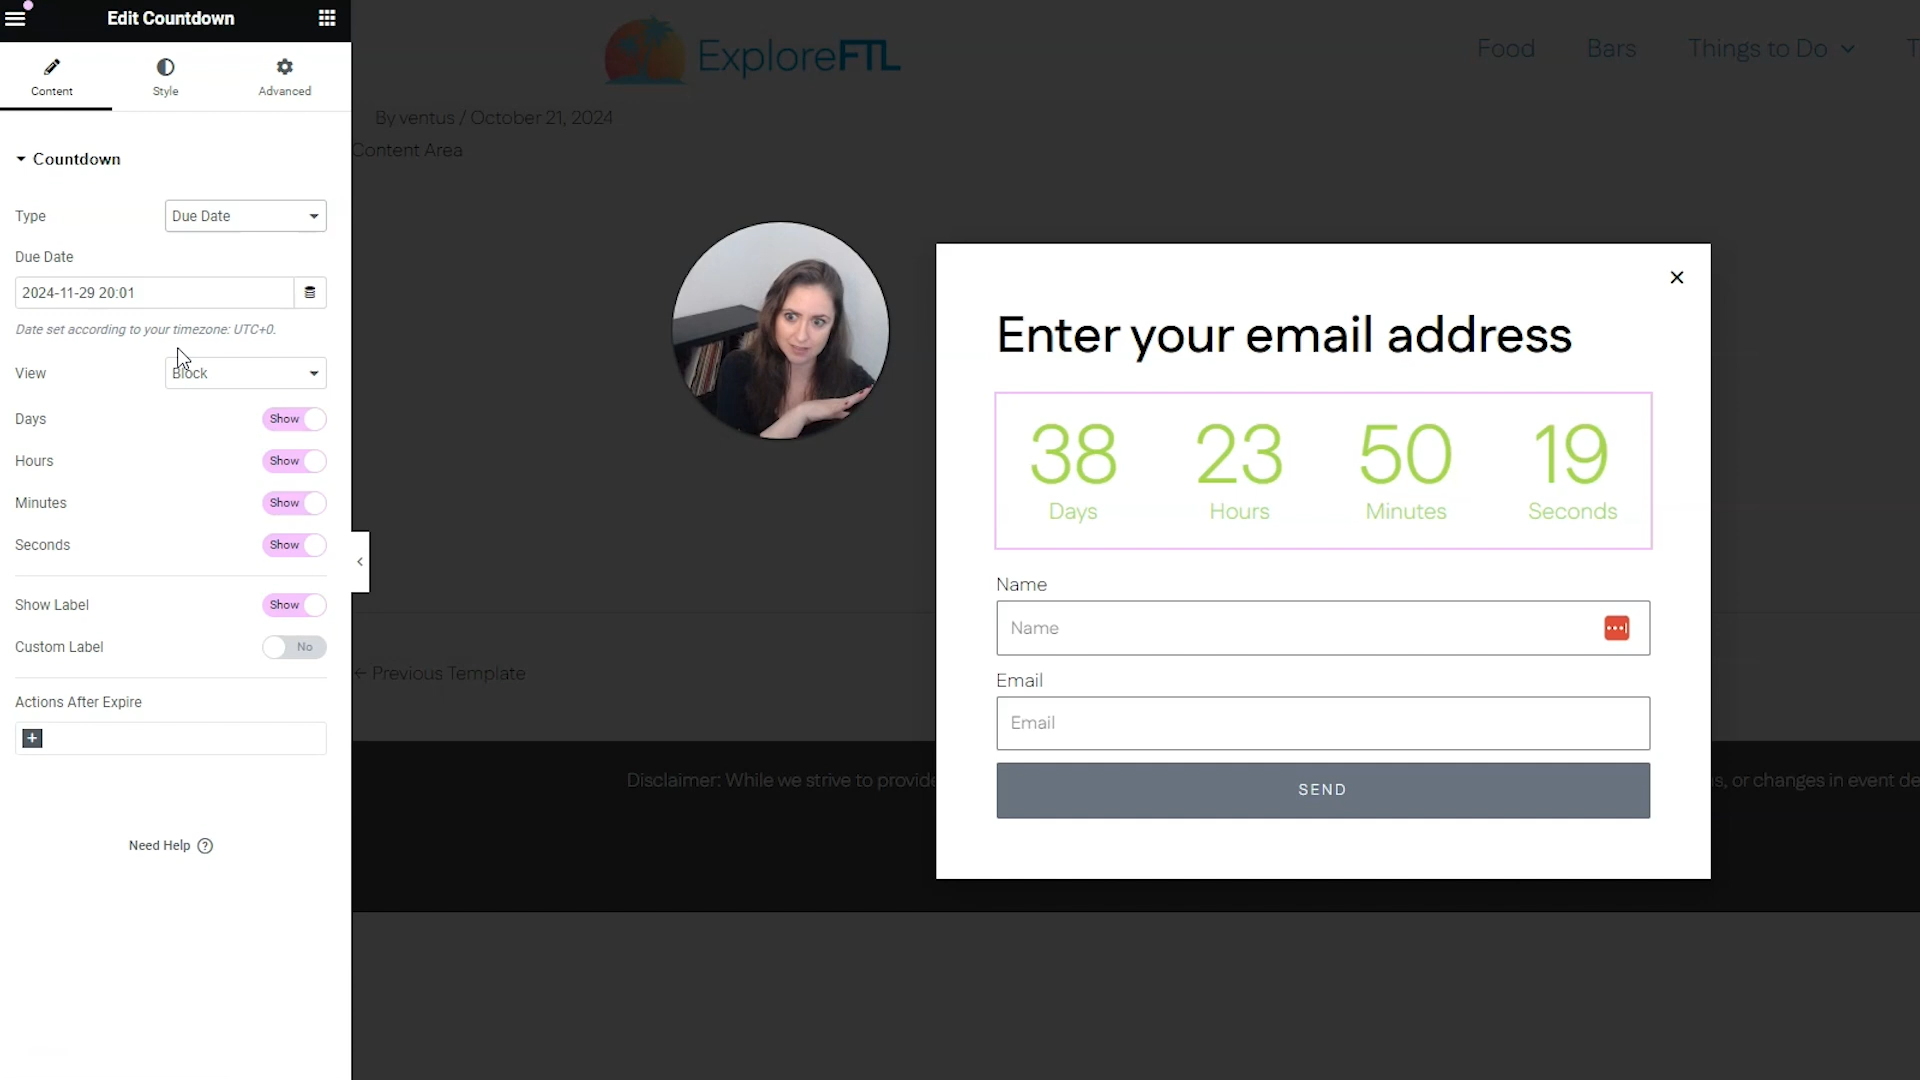 Edit Countdown
Content
Style
Advanced
Countdown
Type
Due Date
Due Date
2024-11-29 20:01
Date set according to your timezone: UTC+0.
View
Block
Days
Show
Hours
Show
Minutes
Show
Seconds
Show
Show Label
Show
Custom Label
No
Actions After Expire
Need Help
ExploreFTL
Food
Bars
Things to Do
T
By ventus / October 21, 2024
Content Area
Enter your email address
38
23
50
19
Days
Hours
Minutes
Seconds
Name
Name
Email
Email
SEND
← Previous Template
Disclaimer: While we strive to provide
s, or changes in event de